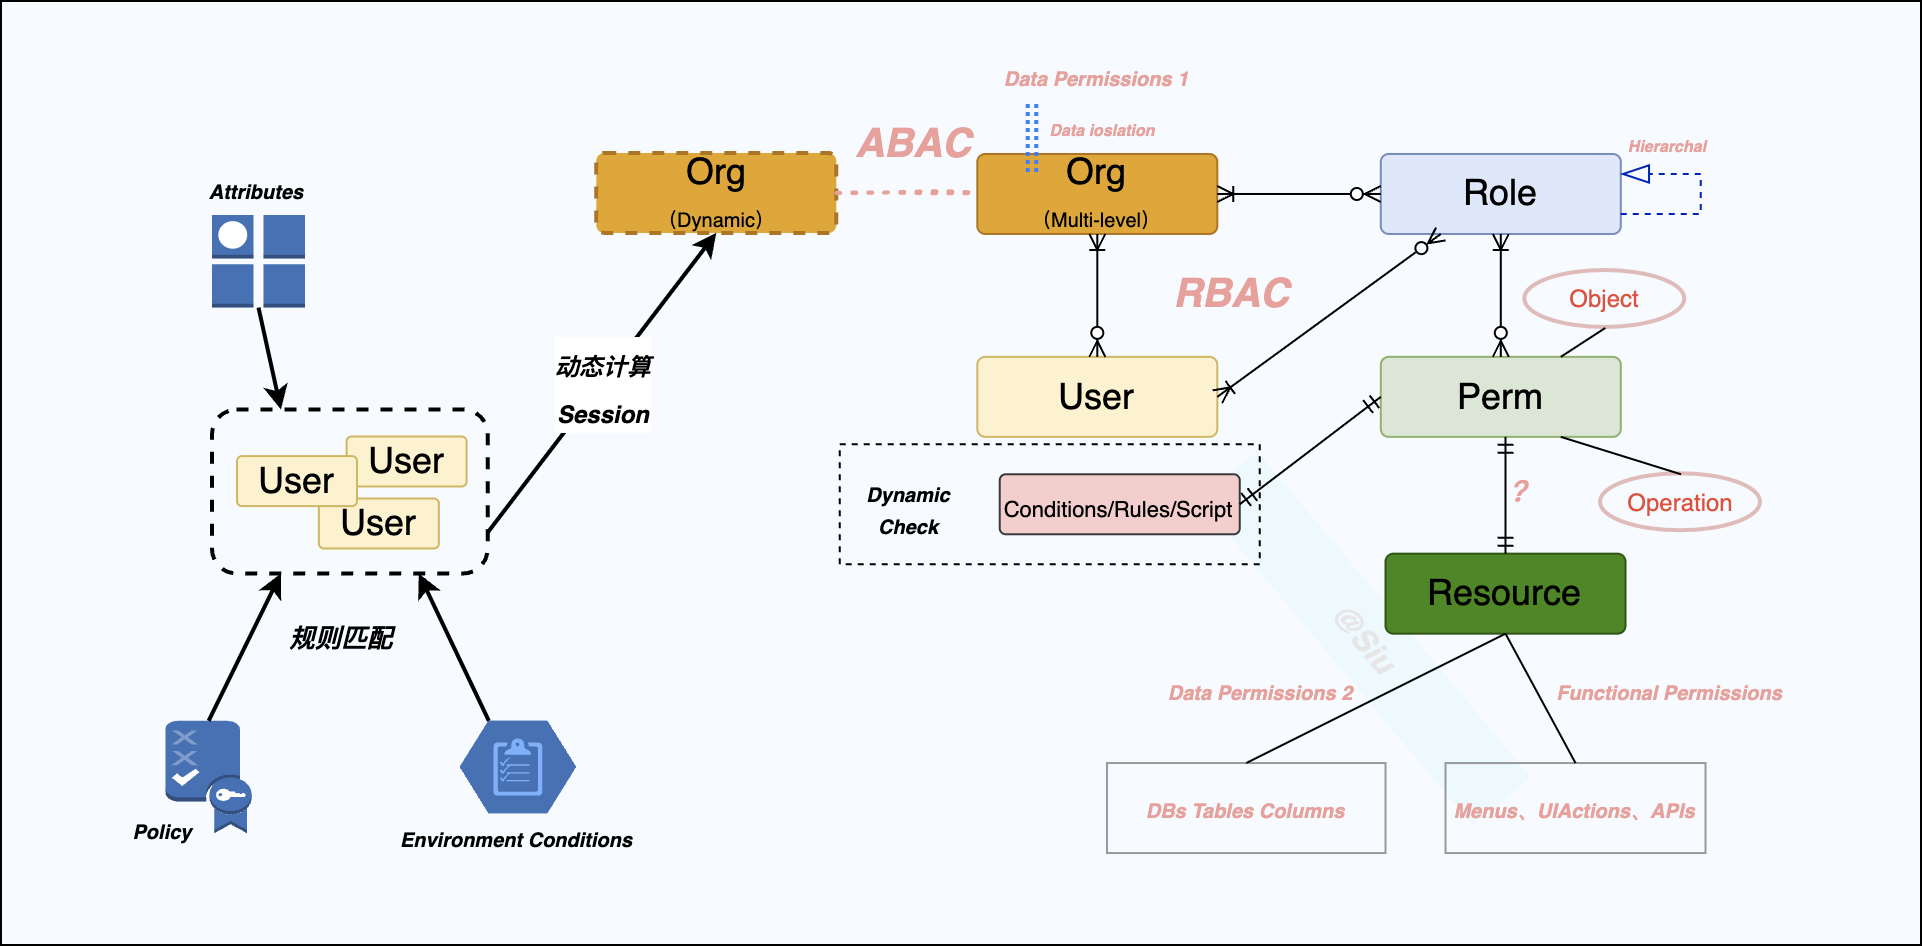 Data Permissions 1
ABAC
Data ioslation
Org
(Dynamic)
Org
(Multi-level)
Role
Hierarchal
Attributes
RBAC
Object
动态计算
Session
User
Perm
User
User
User
Dynamic
Check
Conditions/Rules/Script
?
Operation
Resource
规则匹配
@Siu
Data Permissions 2
Functional Permissions
DBs Tables Columns
Menus、UIActions、APIs
Policy
Environment Conditions